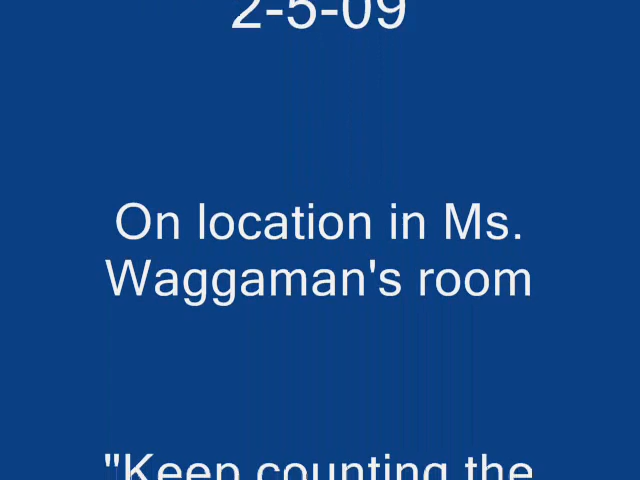 2-5-09
On location in Ms.
Waggaman's room
"Keep counting the